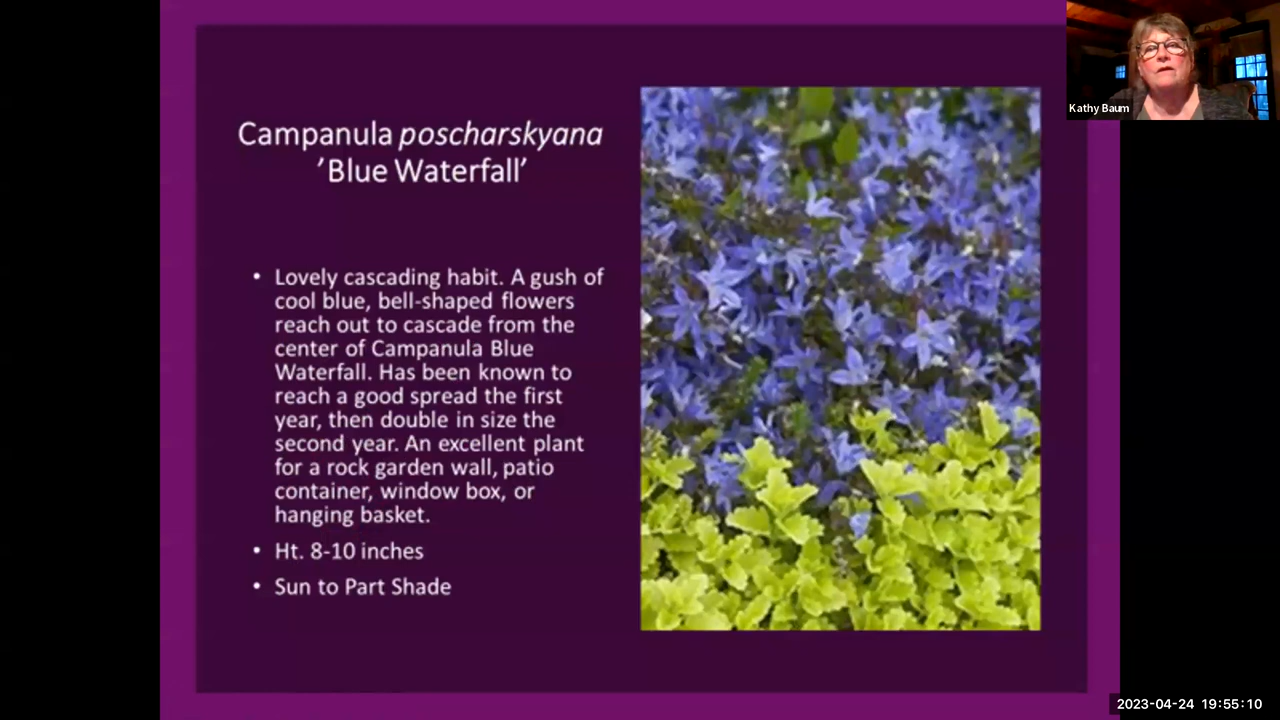 Campanula poscharskyana
’Blue Waterfall’
• Lovely cascading habit. A gush of
cool blue, bell-shaped flowers
reach out to cascade from the
center of Campanula Blue
Waterfall. Has been known to
reach a good spread the first
year, then double in size the
second year. An excellent plant
for a rock garden wall, patio
container, window box, or
hanging basket.
• Ht. 8-10 inches
• Sun to Part Shade
Kathy Baum
2023-04-24 19:55:10